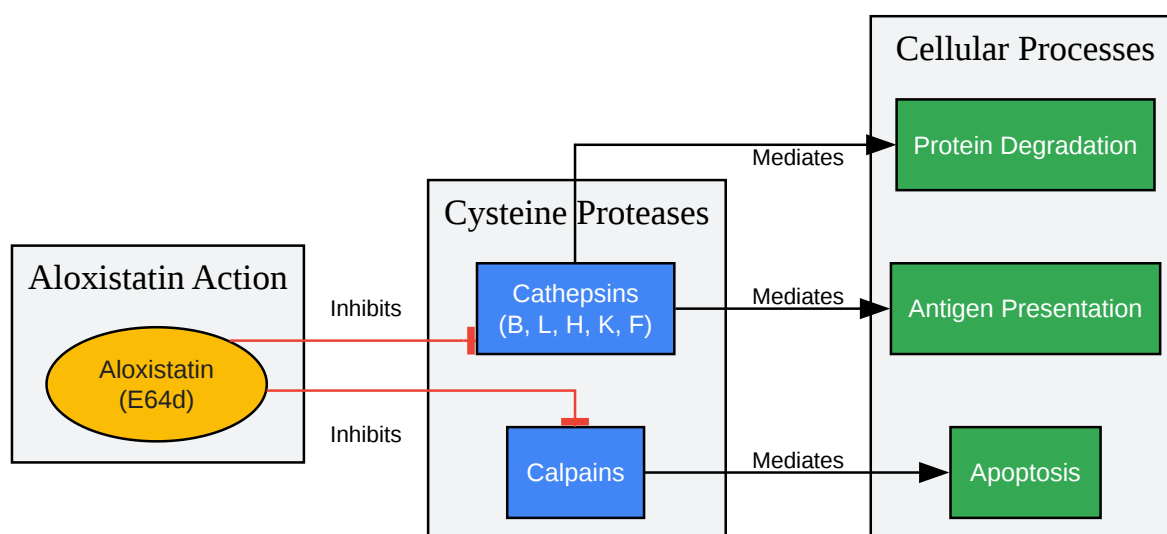 Cellular Processes
Protein Degradation
Mediates
Cysteine Proteases
Aloxistatin Action
Inhibits
Cathepsins
(B, L, H, K, F)
Mediates
Antigen Presentation
Aloxistatin
(E64d)
Inhibits
Calpains
Mediates
Apoptosis